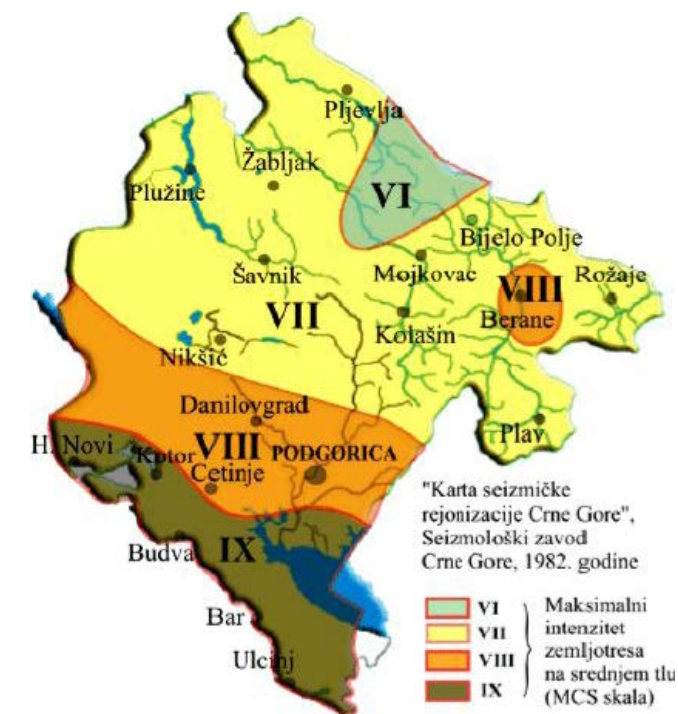 Pljevlja
Žabljak
Plužine
VI
Bijelo Polje
Šavnik
Mojkovac
VIII
Rožaje
VII
Berane
Kolašin
Nikšić
Danilovgrad
Plav
H. Novi
VIII
PODGORICA
Kotor
Cetinje
Budva
IX
Bar
Ulcinj
"Karta seizmičke
rejonizacije Crne Gore",
Seizmološki zavod
Crne Gore, 1982. godine
VI
VII
VIII
IX
Maksimalni
intenzitet
zemljotresa
na srednjem tlu
(MCS skala)